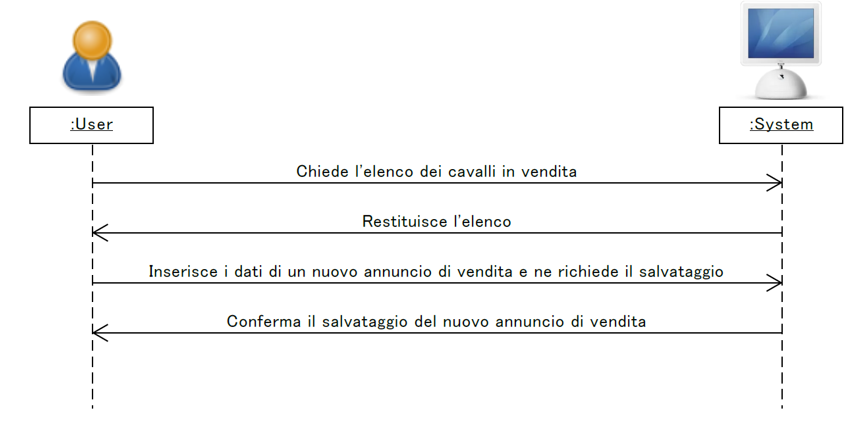 :User
:System
Chiede l'elenco dei cavalli in vendita
Restituisce l'elenco
Inserisce i dati di un nuovo annuncio di vendita e ne richiede il salvataggio
Conferma il salvataggio del nuovo annuncio di vendita